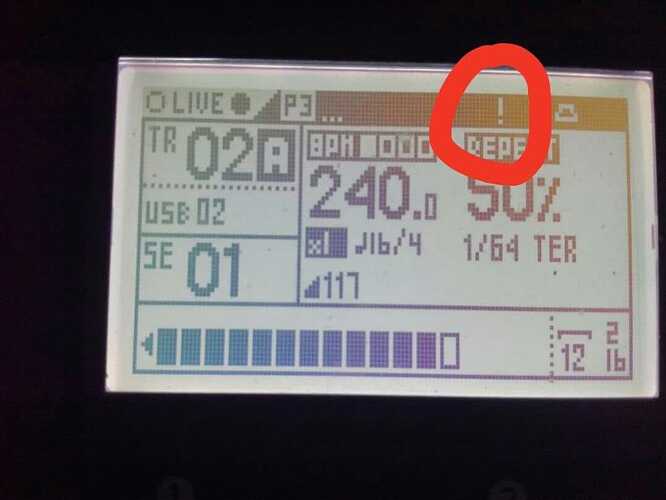 LIVE P3 ... !
TR 02A
BPM REPEAT
240.0 50%
USB 02
x1 16/4 1/64 TER
SE 01
117
12 2
16